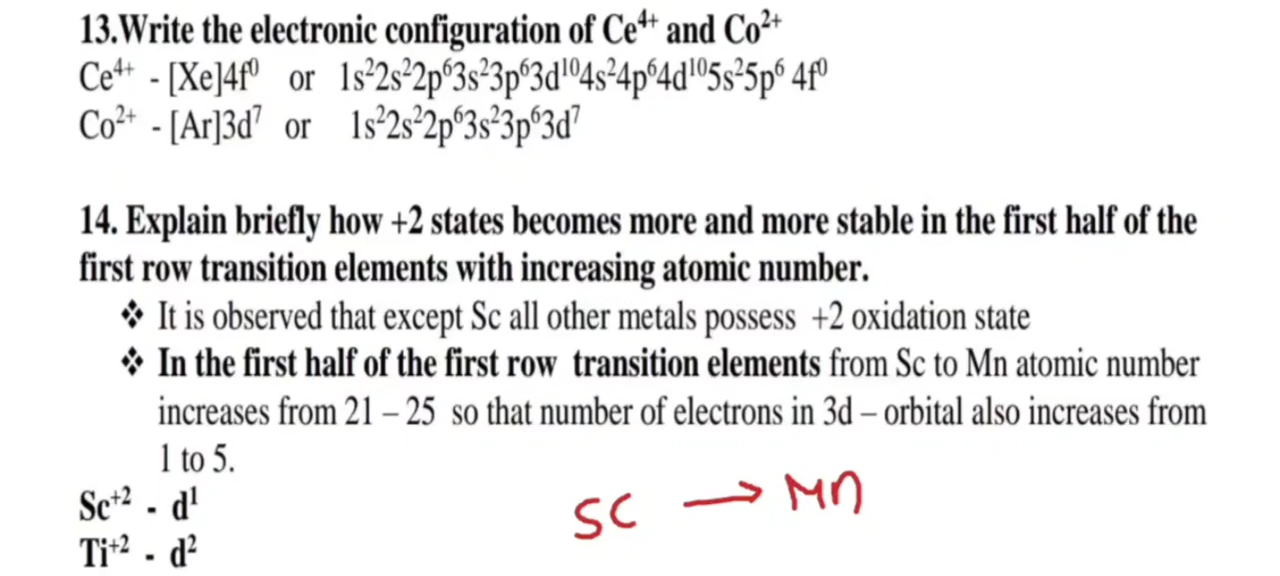 13.Write the electronic configuration of Ce⁴⁺ and Co²⁺
Ce⁴⁺ - [Xe]4f⁰ or 1s²2s²2p⁶3s²3p⁶3d¹⁰4s²4p⁶4d¹⁰5s²5p⁶ 4f⁰
Co²⁺ - [Ar]3d⁷ or 1s²2s²2p⁶3s²3p⁶3d⁷
14. Explain briefly how +2 states becomes more and more stable in the first half of the
first row transition elements with increasing atomic number.
❖ It is observed that except Sc all other metals possess +2 oxidation state
❖ In the first half of the first row transition elements from Sc to Mn atomic number
increases from 21 – 25 so that number of electrons in 3d – orbital also increases from
1 to 5.
Sc⁺² - d¹
SC → Mn
Ti⁺² - d²